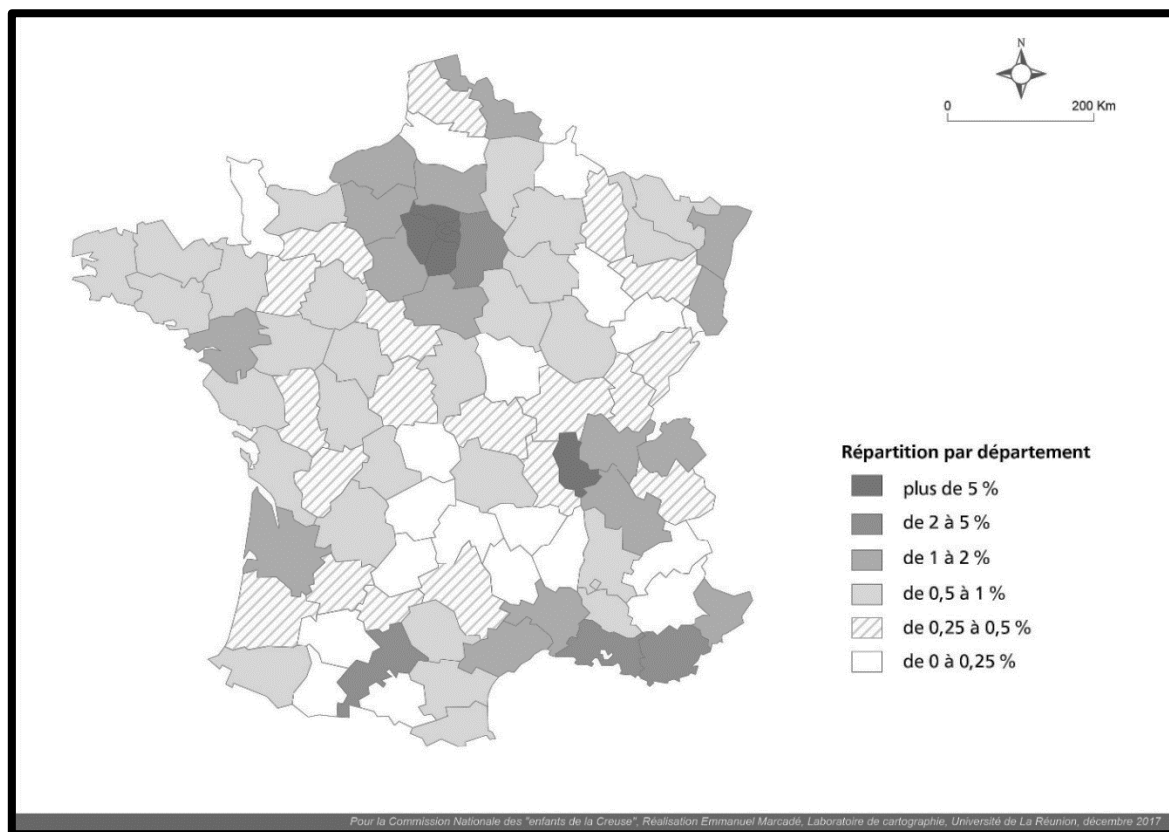 N
0 200 Km
Répartition par département
plus de 5 %
de 2 à 5 %
de 1 à 2 %
de 0,5 à 1 %
de 0,25 à 0,5 %
de 0 à 0,25 %
Pour la Commission Nationale des "enfants de la Creuse", Réalisation Emmanuel Marcadé, Laboratoire de cartographie, Université de La Réunion, décembre 2017